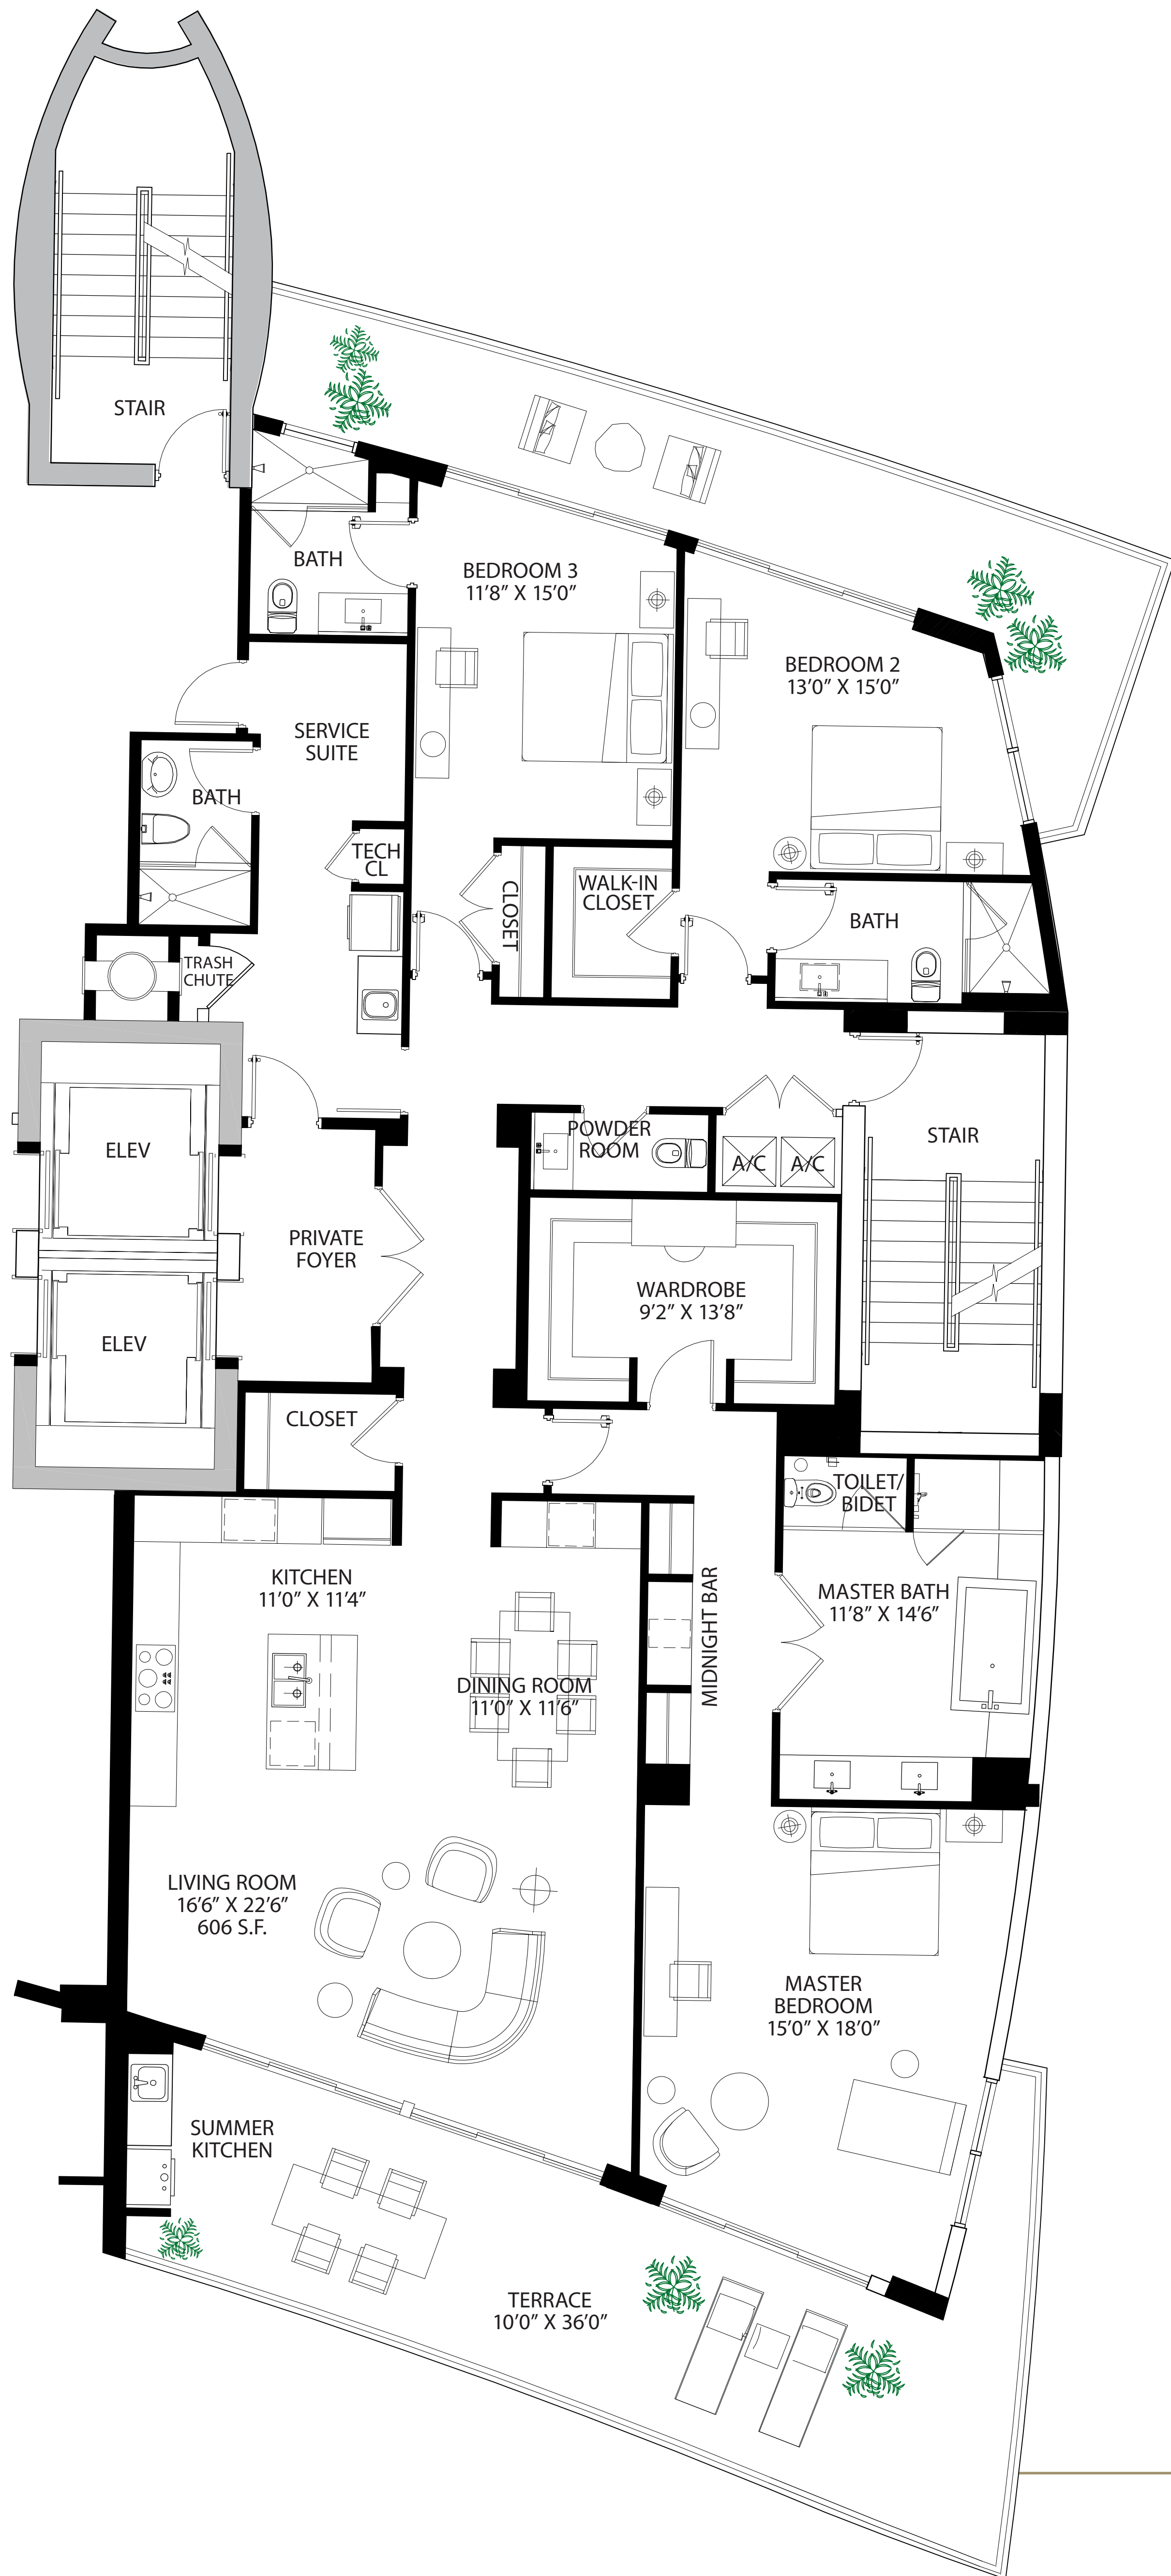 STAIR
BATH
BEDROOM 3
11'8" X 15'0"
BEDROOM 2
13'0" X 15'0"
SERVICE
SUITE
BATH
TECH
CL
CLOSET
WALK-IN
CLOSET
BATH
TRASH
CHUTE
ELEV
POWDER
ROOM
A/C
A/C
STAIR
PRIVATE
FOYER
WARDROBE
9'2" X 13'8"
ELEV
CLOSET
TOILET/
BIDET
KITCHEN
11'0" X 11'4"
MIDNIGHT BAR
MASTER BATH
11'8" X 14'6"
DINING ROOM
11'0" X 11'6"
LIVING ROOM
16'6" X 22'6"
606 S.F.
MASTER
BEDROOM
15'0" X 18'0"
SUMMER
KITCHEN
TERRACE
10'0" X 36'0"